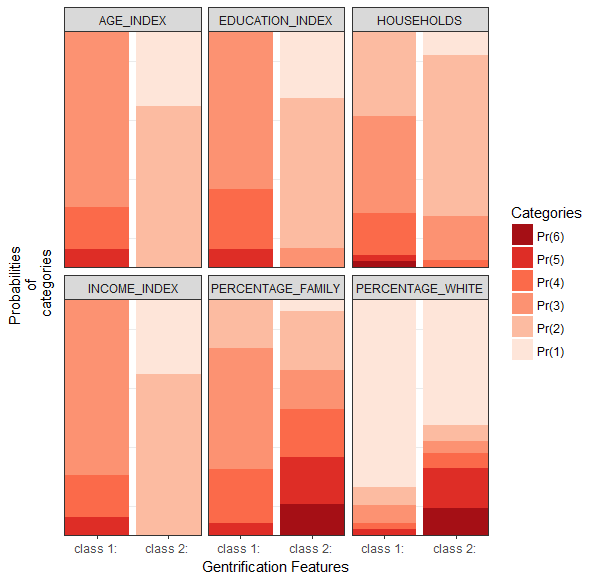 AGE_INDEX
EDUCATION_INDEX
HOUSEHOLDS
INCOME_INDEX
PERCENTAGE_FAMILY
PERCENTAGE_WHITE
Probabilities
of
categories
class 1:
class 2:
class 1:
class 2:
class 1:
class 2:
Gentrification Features
Categories
Pr(6)
Pr(5)
Pr(4)
Pr(3)
Pr(2)
Pr(1)